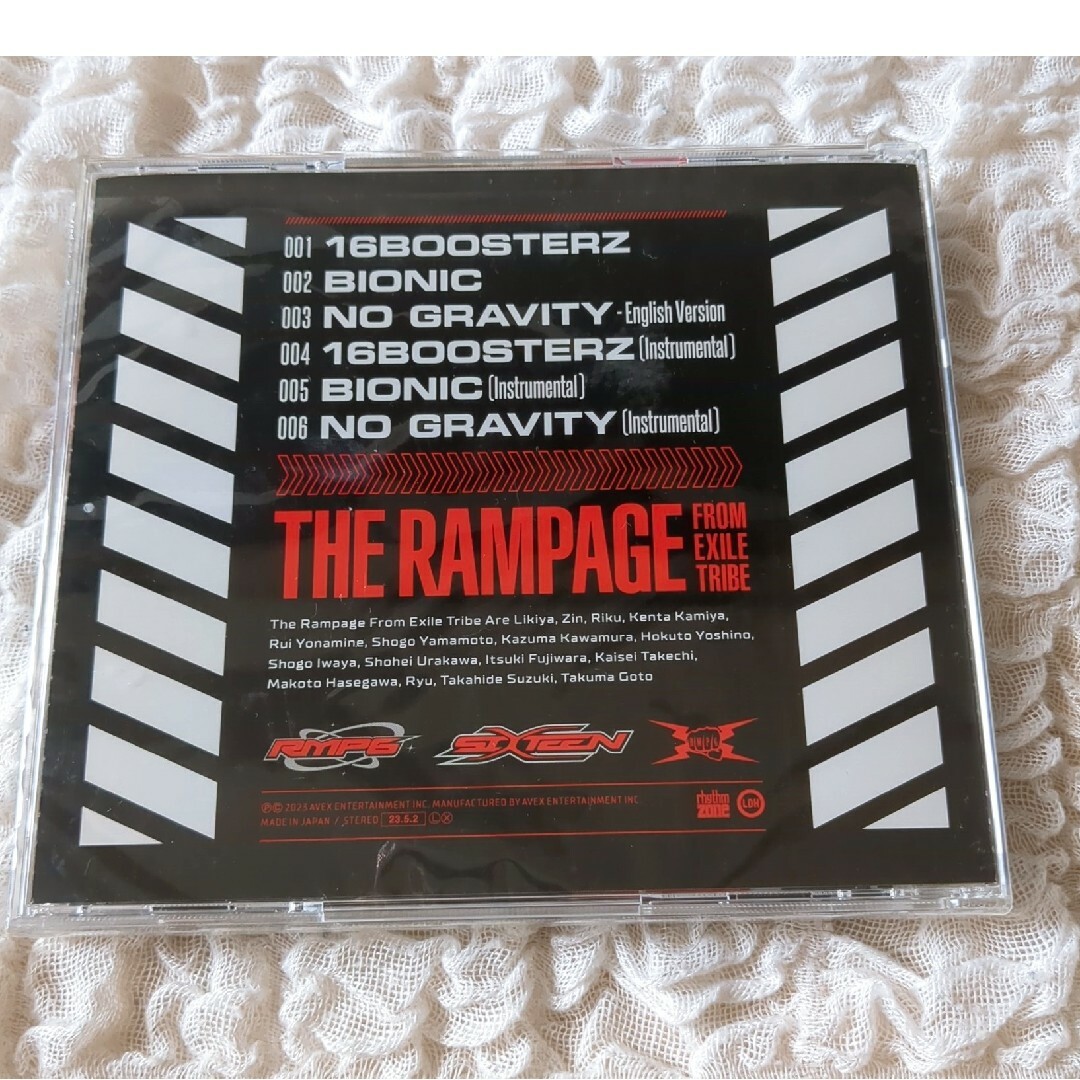 001 16BOOSTERZ
002 BIONIC
003 NO GRAVITY - English Version
004 16BOOSTERZ (Instrumental)
005 BIONIC (Instrumental)
006 NO GRAVITY (Instrumental)
THE RAMPAGE FROM
EXILE
TRIBE
The Rampage From Exile Tribe Are Likiya, Zin, Riku, Kenta Kamiya,
Rui Yonamine, Shogo Yamamoto, Kazuma Kawamura, Hokuto Yoshino,
Shogo Iwaya, Shohei Urakawa, Itsuki Fujiwara, Kaisei Takechi,
Makoto Hasegawa, Ryu, Takahide Suzuki, Takuma Goto
RMPG SIXTEEN
℗© 2023 AVEX ENTERTAINMENT INC. MANUFACTURED BY AVEX ENTERTAINMENT INC.
MADE IN JAPAN / STEREO 23.5.2 Ⓛ Ⓧ
rhythm
zone
LDH